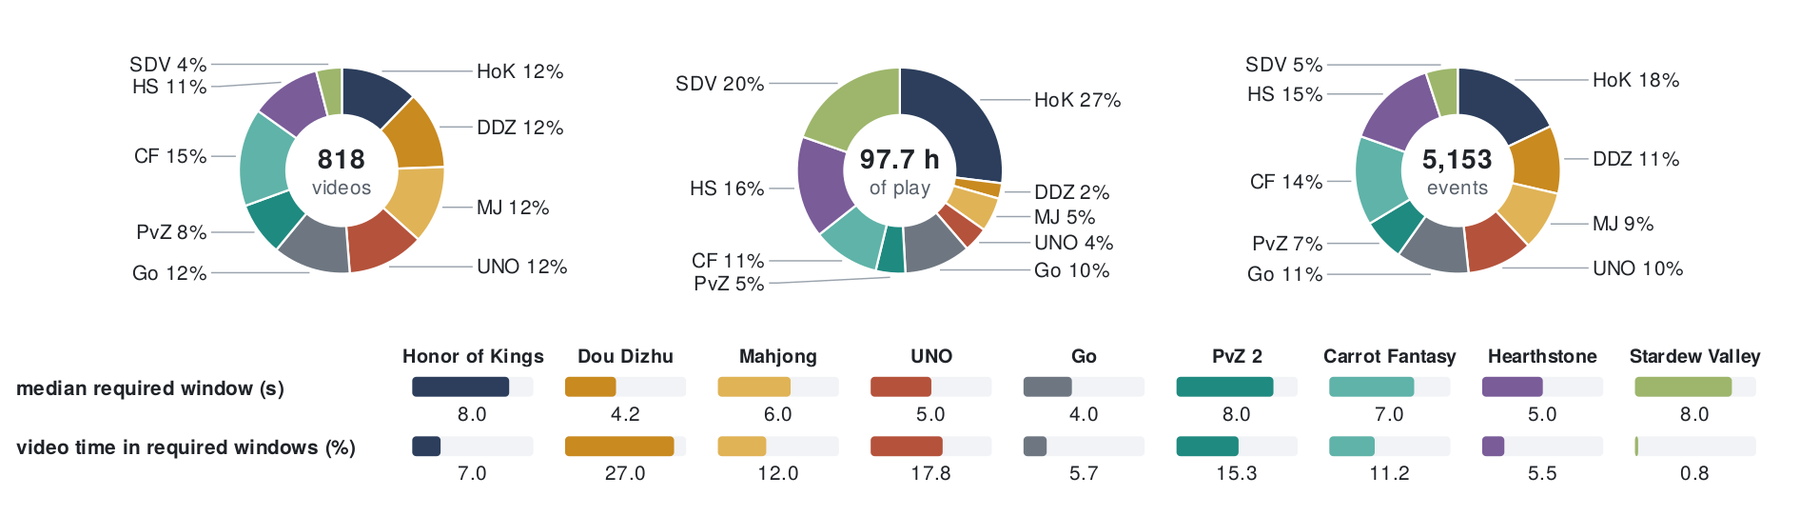 SDV 4%
HS 11%
CF 15%
PvZ 8%
Go 12%
HoK 12%
DDZ 12%
MJ 12%
UNO 12%
818
videos
SDV 20%
HS 16%
CF 11%
PvZ 5%
HoK 27%
DDZ 2%
MJ 5%
UNO 4%
Go 10%
97.7 h
of play
SDV 5%
HS 15%
CF 14%
PvZ 7%
Go 11%
HoK 18%
DDZ 11%
MJ 9%
UNO 10%
5,153
events
Honor of Kings Dou Dizhu Mahjong UNO Go PvZ 2 Carrot Fantasy Hearthstone Stardew Valley
median required window (s)
8.0 4.2 6.0 5.0 4.0 8.0 7.0 5.0 8.0
video time in required windows (%)
7.0 27.0 12.0 17.8 5.7 15.3 11.2 5.5 0.8